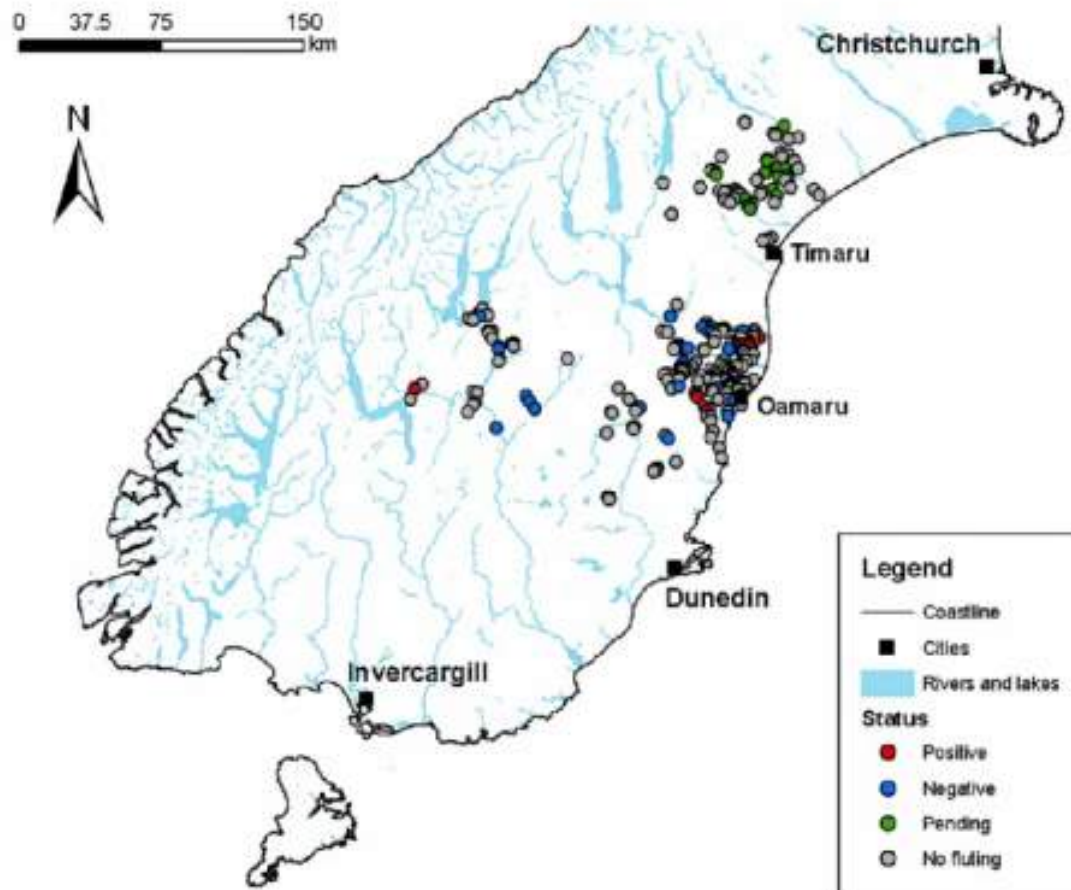 0 37.5 75 150
km
N
Christchurch
Timaru
Oamaru
Dunedin
Invercargill
Legend
Coastline
Cities
Rivers and lakes
Status
Positive
Negative
Pending
No fluting